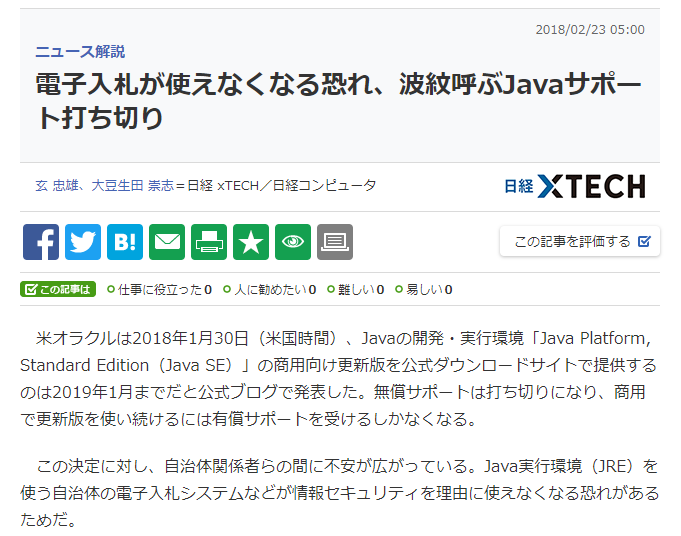 2018/02/23 05:00
ニュース解説
電子入札が使えなくなる恐れ、波紋呼ぶJavaサポー
ト打ち切り
玄 忠雄、大豆生田 崇志＝日経 xTECH／日経コンピュータ
日経 XTECH
f B!
この記事を評価する
この記事は 仕事に役立った 0 人に勧めたい 0 難しい 0 易しい 0
米オラクルは2018年1月30日（米国時間）、Javaの開発・実行環境「Java Platform,
Standard Edition（Java SE）」の商用向け更新版を公式ダウンロードサイトで提供する
のは2019年1月までだと公式ブログで発表した。無償サポートは打ち切りになり、商用
で更新版を使い続けるには有償サポートを受けるしかなくなる。
この決定に対し、自治体関係者らの間に不安が広がっている。Java実行環境（JRE）を
使う自治体の電子入札システムなどが情報セキュリティを理由に使えなくなる恐れがある
ためだ。